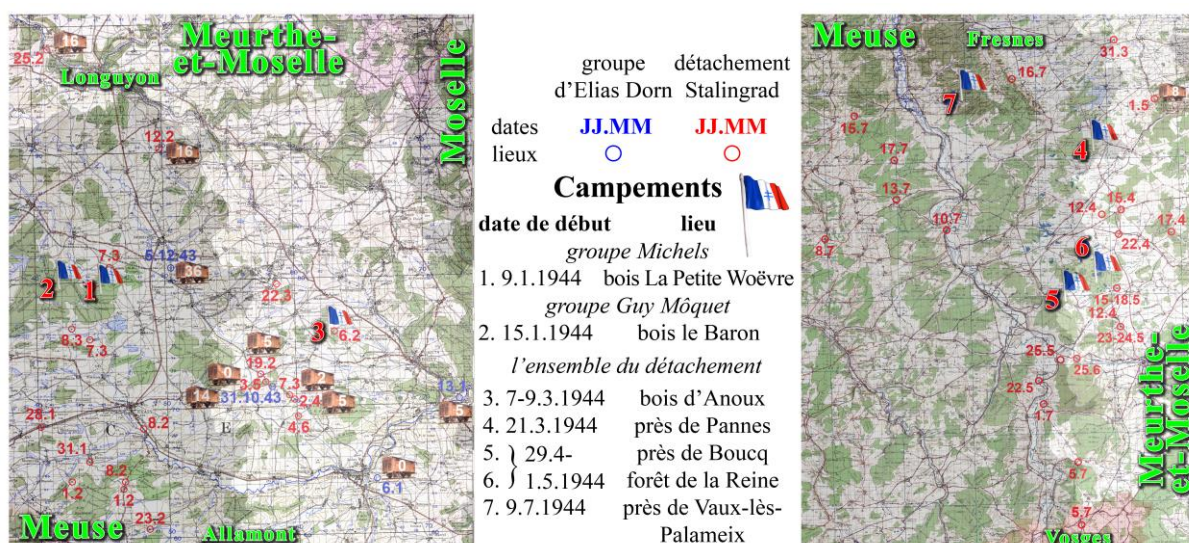 16
25.2
Meurthe-
et-Moselle
Longuyon
Moselle
12.2
16
7.3
5.12.43
36
2
1
22.3
3
6.2
8.3
7.3
5
19.2
0
3.5
7.3
31.10.43
14
2.4
5
13.1
5
4.6
28.1
8.2
C
E
31.1
8.2
1.2
1.2
0
6.1
23.2
Meuse
Allamont
groupe
d'Elias Dorn
détachement
Stalingrad
dates JJ.MM JJ.MM
lieux
Campements
date de début lieu
groupe Michels
1. 9.1.1944 bois La Petite Woëvre
groupe Guy Môquet
2. 15.1.1944 bois le Baron
l'ensemble du détachement
3. 7-9.3.1944 bois d'Anoux
4. 21.3.1944 près de Pannes
5. } 29.4- près de Boucq
6. 1.5.1944 forêt de la Reine
7. 9.7.1944 près de Vaux-lès-
Palameix
Meuse
Fresnes
31.3
16.7
7
8
1.5
15.7
4
17.7
13.7
15.4
12.4
10.7
17.4
8.7
22.4
6
5
15-18.5
12.4
23-24.5
25.5
25.6
22.5
1.7
5.7
5.7
Meurthe-
et-Moselle
Vosges